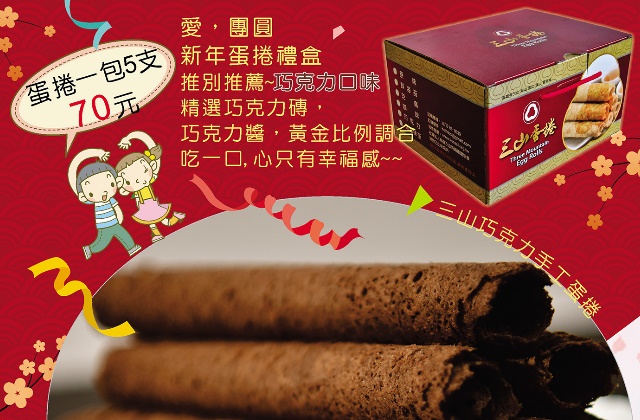 愛，團圓
新年蛋捲禮盒
推別推薦~巧克力口味
精選巧克力磚，
巧克力醬，黃金比例調合，
吃一口,心只有幸福感~~
蛋捲一包5支
70元
三山蛋捲
Three Mountain
Egg Rolls
三山巧克力手工蛋捲